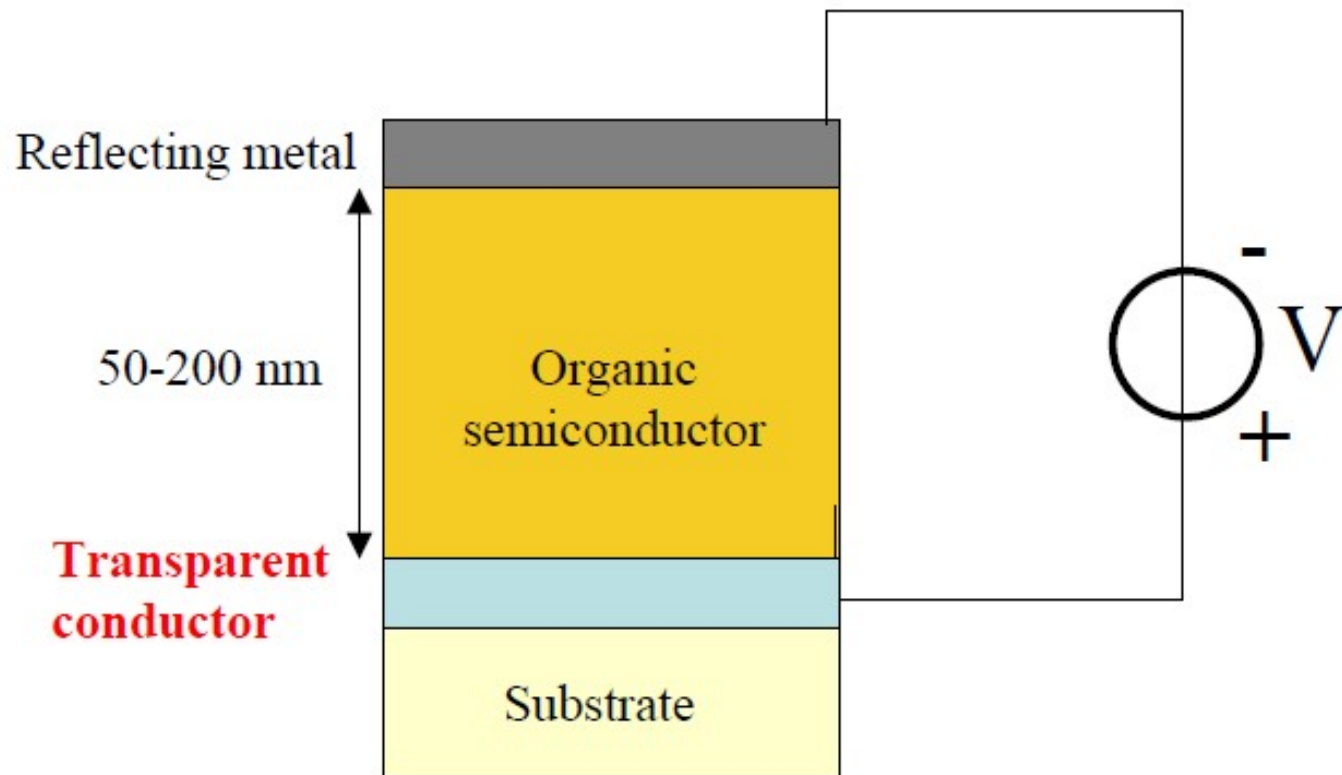 Reflecting metal
50-200 nm
Organic
semiconductor
-
V
+
Transparent
conductor
Substrate